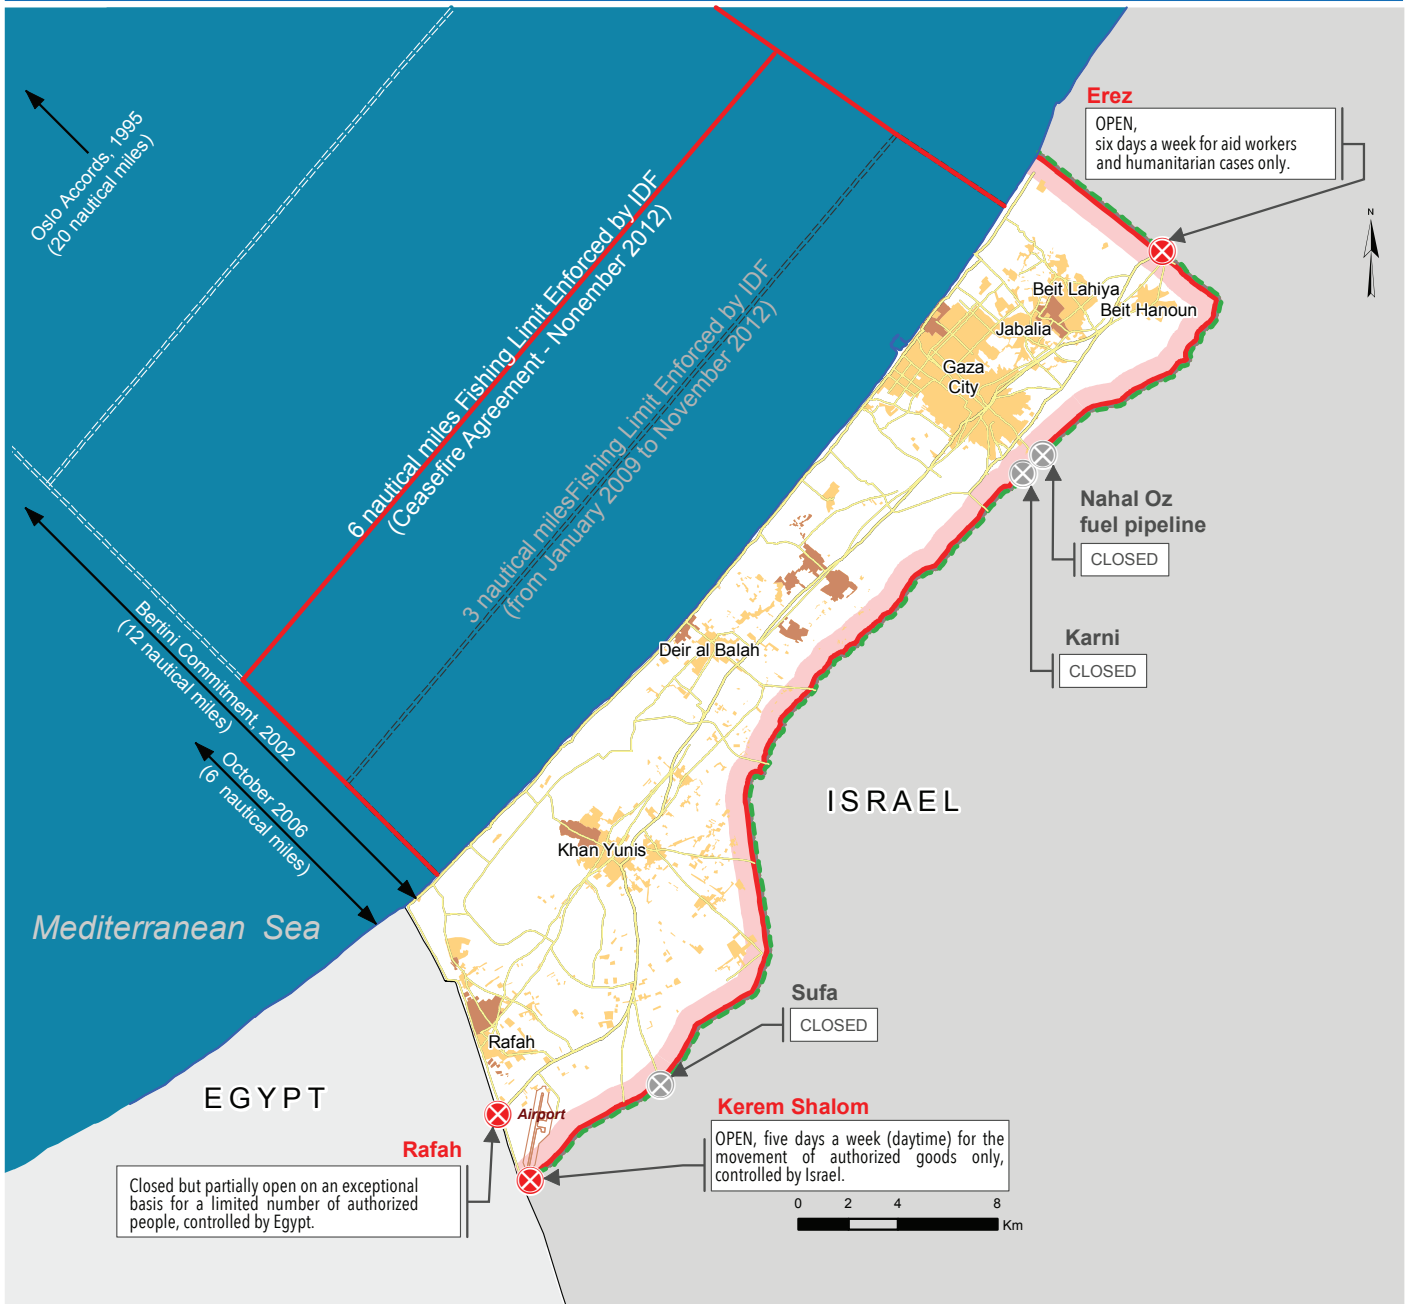 Oslo Accords, 1995
(20 nautical miles)
6 nautical miles Fishing Limit Enforced by IDF
(Ceasefire Agreement - Nonember 2012)
3 nautical milesFishing Limit Enforced by IDF
(from January 2009 to November 2012)
Bertini Commitment, 2002
(12 nautical miles)
October 2006
(6 nautical miles)
Mediterranean Sea
Erez
OPEN,
six days a week for aid workers
and humanitarian cases only.
N
Beit Lahiya
Beit Hanoun
Jabalia
Gaza
City
Nahal Oz
fuel pipeline
CLOSED
Karni
CLOSED
Deir al Balah
ISRAEL
Khan Yunis
Sufa
CLOSED
Rafah
EGYPT
Airport
Rafah
Closed but partially open on an exceptional
basis for a limited number of authorized
people, controlled by Egypt.
Kerem Shalom
OPEN, five days a week (daytime) for the
movement of authorized goods only,
controlled by Israel.
0 2 4 8
Km